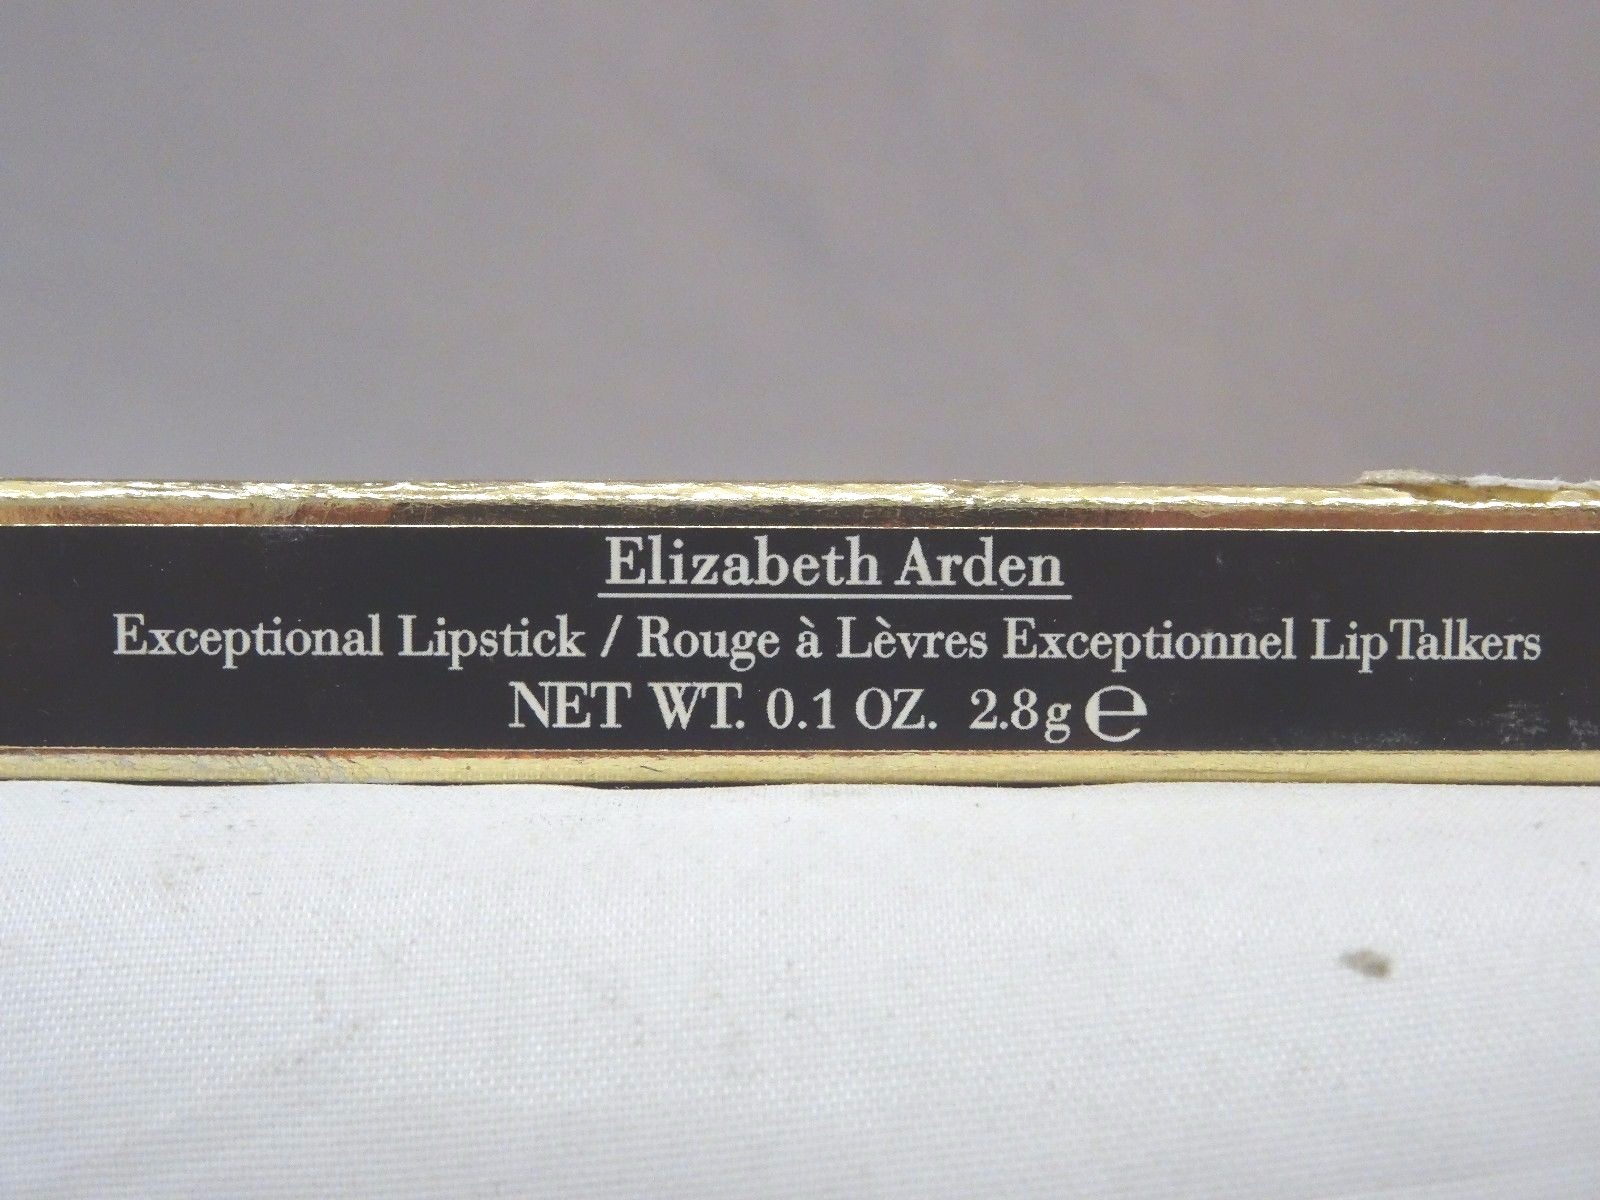 Elizabeth Arden
Exceptional Lipstick / Rouge à Lèvres Exceptionnel LipTalkers
NET WT. 0.1 OZ. 2.8g ℮